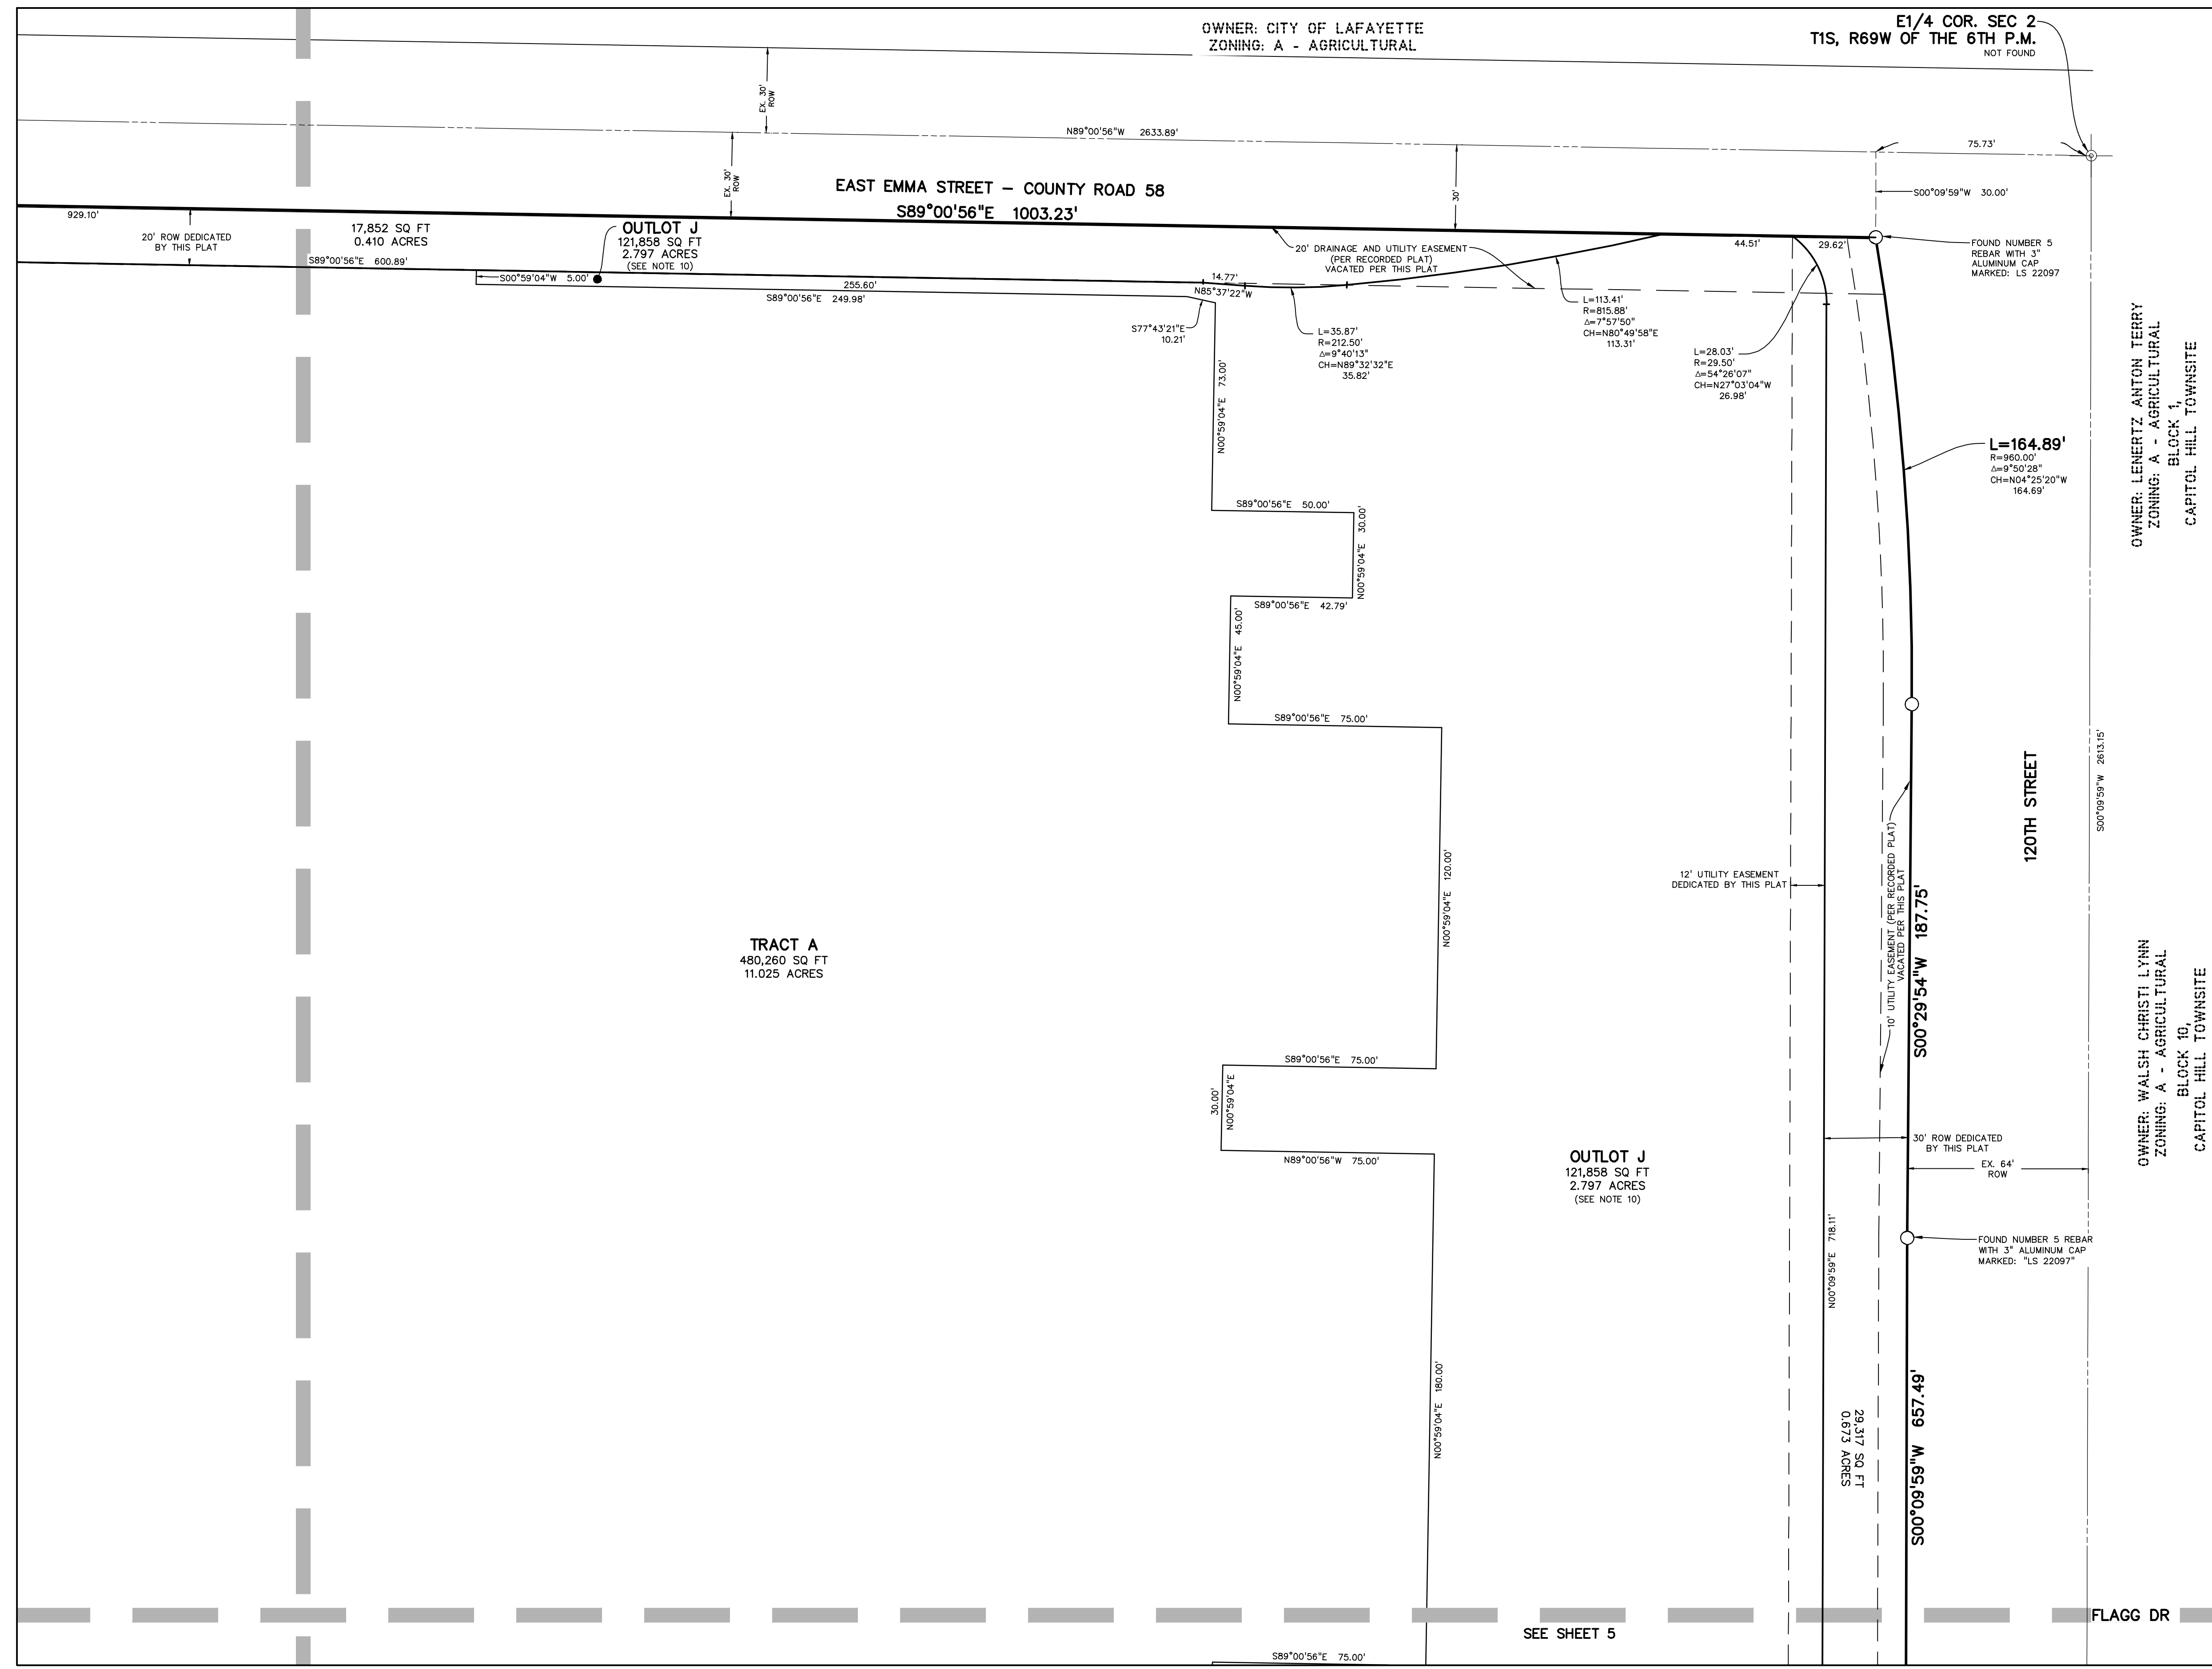 OWNER: CITY OF LAFAYETTE
ZONING: A - AGRICULTURAL
E1/4 COR. SEC 2
T1S, R69W OF THE 6TH P.M.
NOT FOUND
EX. 30'
ROW
N89°00'56"W 2633.89'
75.73'
EX. 30'
ROW
30'
S00°09'59"W 30.00'
EAST EMMA STREET – COUNTY ROAD 58
S89°00'56"E 1003.23'
929.10'
20' ROW DEDICATED
BY THIS PLAT
17,852 SQ FT
0.410 ACRES
OUTLOT J
121,858 SQ FT
2.797 ACRES
(SEE NOTE 10)
20' DRAINAGE AND UTILITY EASEMENT
(PER RECORDED PLAT)
VACATED PER THIS PLAT
44.51'
29.62'
FOUND NUMBER 5
REBAR WITH 3"
ALUMINUM CAP
MARKED: LS 22097
S89°00'56"E 600.89'
S00°59'04"W 5.00'
255.60'
S89°00'56"E 249.98'
14.77'
N85°37'22"W
S77°43'21"E
10.21'
L=35.87'
R=212.50'
Δ=9°40'13"
CH=N89°32'32"E
35.82'
L=113.41'
R=815.88'
Δ=7°57'50"
CH=N80°49'58"E
113.31'
L=28.03'
R=29.50'
Δ=54°26'07"
CH=N27°03'04"W
26.98'
L=164.89'
R=960.00'
Δ=9°50'28"
CH=N04°25'20"W
164.69'
OWNER: LENERTZ ANTON TERRY
ZONING: A - AGRICULTURAL
BLOCK 1,
CAPITOL HILL TOWNSITE
N00°59'04"E 73.00'
S89°00'56"E 50.00'
N00°59'04"E 30.00'
S89°00'56"E 42.79'
N00°59'04"E 45.00'
S89°00'56"E 75.00'
N00°59'04"E 120.00'
120TH STREET
S00°09'59"W 2613.15'
12' UTILITY EASEMENT
DEDICATED BY THIS PLAT
10' UTILITY EASEMENT (PER RECORDED PLAT)
VACATED PER THIS PLAT
S00°29'54"W 187.75'
TRACT A
480,260 SQ FT
11.025 ACRES
OWNER: WALSH CHRISTI LYNN
ZONING: A - AGRICULTURAL
BLOCK 10,
CAPITOL HILL TOWNSITE
S89°00'56"E 75.00'
30.00'
N00°59'04"E
N89°00'56"W 75.00'
OUTLOT J
121,858 SQ FT
2.797 ACRES
(SEE NOTE 10)
30' ROW DEDICATED
BY THIS PLAT
EX. 64'
ROW
N00°09'59"E 718.11'
FOUND NUMBER 5 REBAR
WITH 3" ALUMINUM CAP
MARKED: "LS 22097"
N00°59'04"E 180.00'
29,317 SQ FT
0.673 ACRES
S00°09'59"W 657.49'
FLAGG DR
SEE SHEET 5
S89°00'56"E 75.00'